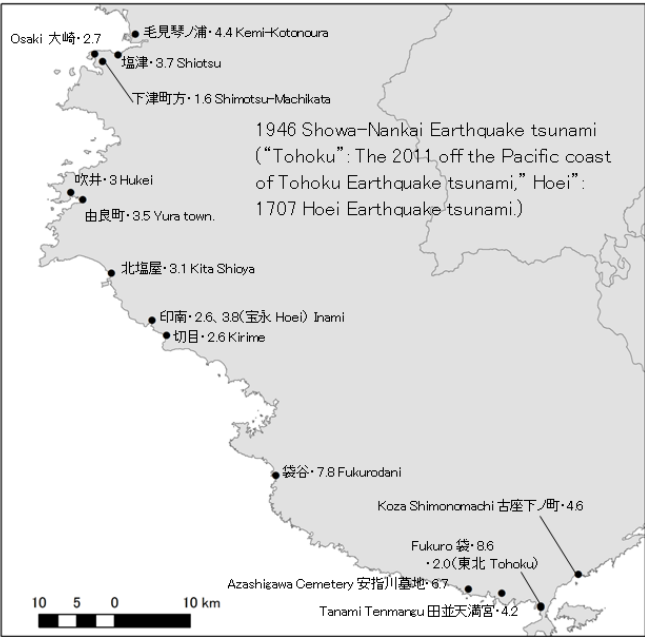 毛見琴ノ浦・4.4 Kemi-Kotonoura
Osaki 大崎・2.7
塩津・3.7 Shiotsu
下津町方・1.6 Shimotsu-Machikata
1946 Showa-Nankai Earthquake tsunami
(“Tohoku”: The 2011 off the Pacific coast
of Tohoku Earthquake tsunami,” Hoei”:
1707 Hoei Earthquake tsunami.)
吹井・3 Hukei
由良町・3.5 Yura town.
北塩屋・3.1 Kita Shioya
印南・2.6、3.8(宝永 Hoei) Inami
切目・2.6 Kirime
袋谷・7.8 Fukurodani
Koza Shimonomachi 古座下ノ町・4.6
Fukuro 袋・8.6
・2.0(東北 Tohoku)
Azashigawa Cemetery 安指川墓地・6.7
Tanami Tenmangu 田並天満宮・4.2
10 5 0 10 km